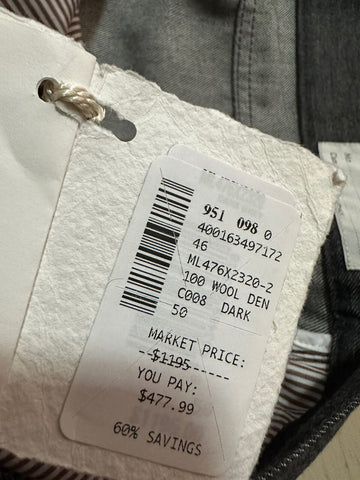 951 098 0
400163497172
46
ML476X2320-2
100 WOOL DEN
C008 DARK
50
MARKET PRICE:
$1195
YOU PAY:
$477.99
60% SAVINGS